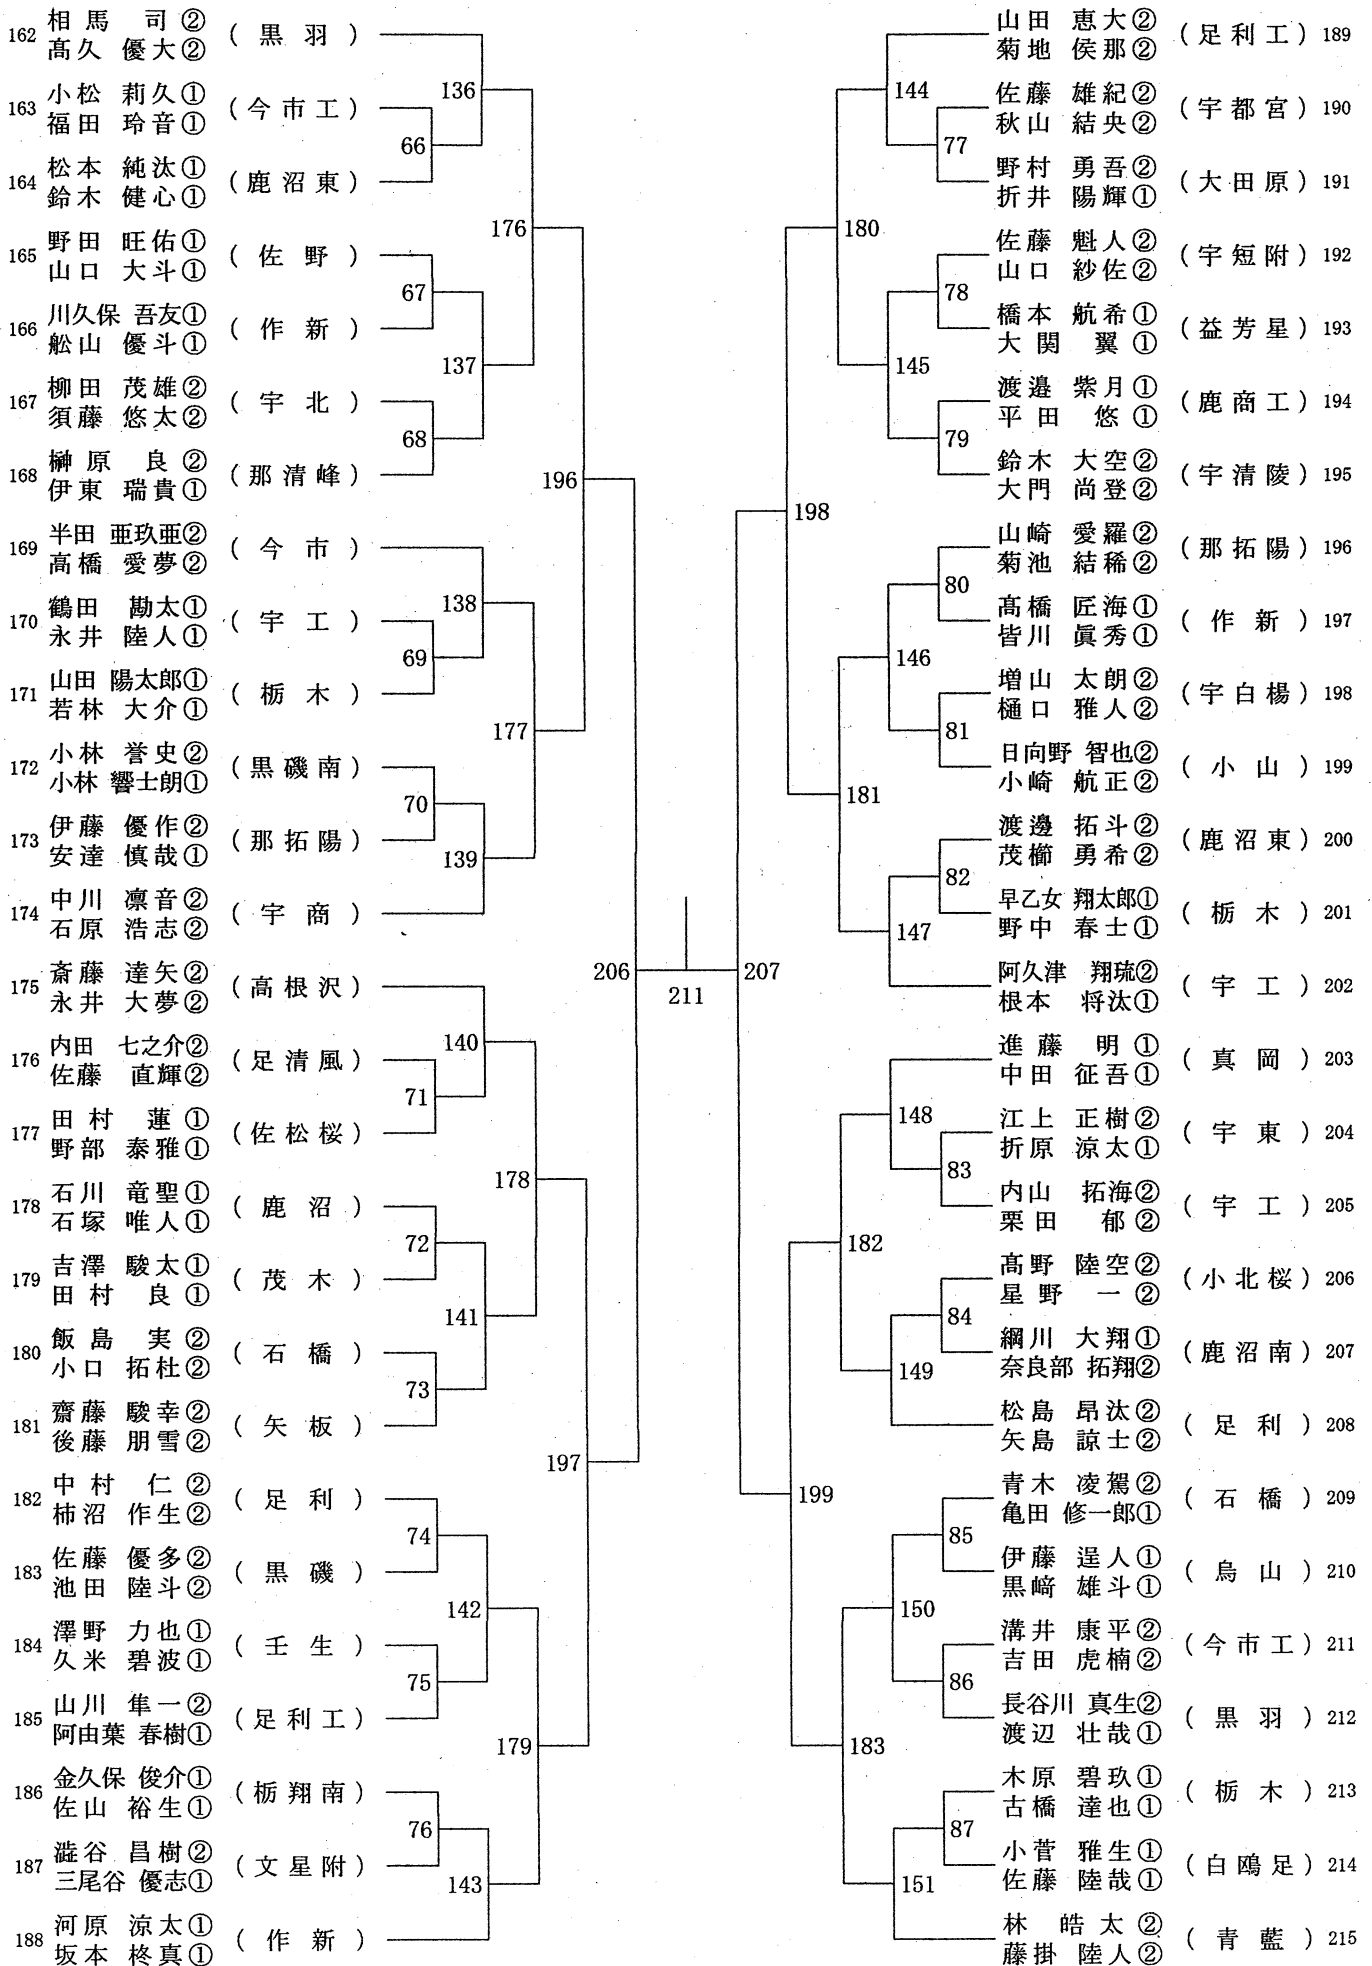 162 相馬 司② (黒羽)
髙久 優大②
163 小松 莉久① (今市工)
福田 玲音①
164 松本 純汰① (鹿沼東)
鈴木 健心①
165 野田 旺佑① (佐野)
山口 大斗①
166 川久保 吾友① (作新)
舩山 優斗①
167 柳田 茂雄② (宇北)
須藤 悠太②
168 榊原 良② (那清峰)
伊東 瑞貴①
169 半田 亜玖亜② (今市)
高橋 愛夢②
170 鶴田 勘太① (宇工)
永井 陸人①
171 山田 陽太郎① (栃木)
若林 大介①
172 小林 誉史② (黒磯南)
小林 響士朗①
173 伊藤 優作② (那拓陽)
安達 慎哉①
174 中川 凛音② (宇商)
石原 浩志②
175 斎藤 達矢② (高根沢)
永井 大夢②
176 内田 七之介② (足清風)
佐藤 直輝②
177 田村 蓮① (佐松桜)
野部 泰雅①
178 石川 竜聖① (鹿沼)
石塚 唯人①
179 吉澤 駿太① (茂木)
田村 良①
180 飯島 実② (石橋)
小口 拓杜②
181 齋藤 駿幸② (矢板)
後藤 朋雪②
182 中村 仁② (足利)
柿沼 作生②
183 佐藤 優多② (黒磯)
池田 陸斗②
184 澤野 力也① (壬生)
久米 碧波①
185 山川 隼一② (足利工)
阿由葉 春樹①
186 金久保 俊介① (栃翔南)
佐山 裕生①
187 澁谷 昌樹② (文星附)
三尾谷 優志①
188 河原 涼太① (作新)
坂本 柊真①
66
67
68
69
70
71
72
73
74
75
76
136
137
138
139
140
141
142
143
176
177
178
179
196
197
206
211
207
198
199
180
181
182
183
144
145
146
147
148
149
150
151
77
78
79
80
81
82
83
84
85
86
87
山田 恵大② (足利工) 189
菊地 侯那②
佐藤 雄紀② (宇都宮) 190
秋山 結央②
野村 勇吾② (大田原) 191
折井 陽輝①
佐藤 魁人② (宇短附) 192
山口 紗佐②
橋本 航希① (益芳星) 193
大関 翼①
渡邉 紫月① (鹿商工) 194
平田 悠①
鈴木 大空② (宇清陵) 195
大門 尚登②
山崎 愛羅② (那拓陽) 196
菊池 結稀②
髙橋 匠海① (作新) 197
皆川 眞秀①
増山 太朗② (宇白楊) 198
樋口 雅人②
日向野 智也② (小山) 199
小崎 航正②
渡邊 拓斗② (鹿沼東) 200
茂櫛 勇希②
早乙女 翔太郎① (栃木) 201
野中 春士①
阿久津 翔琉② (宇工) 202
根本 将汰①
進藤 明① (真岡) 203
中田 征吾①
江上 正樹② (宇東) 204
折原 涼太①
内山 拓海② (宇工) 205
栗田 郁②
髙野 陸空② (小北桜) 206
星野 一②
綱川 大翔① (鹿沼南) 207
奈良部 拓翔②
松島 昂汰② (足利) 208
矢島 諒士②
青木 凌駕② (石橋) 209
亀田 修一郎①
伊藤 逞人① (烏山) 210
黒﨑 雄斗①
溝井 康平② (今市工) 211
吉田 虎楠②
長谷川 真生② (黒羽) 212
渡辺 壮哉①
木原 碧玖① (栃木) 213
古橋 達也①
小菅 雅生① (白鴎足) 214
佐藤 陸哉①
林 皓太② (青藍) 215
藤掛 陸人②